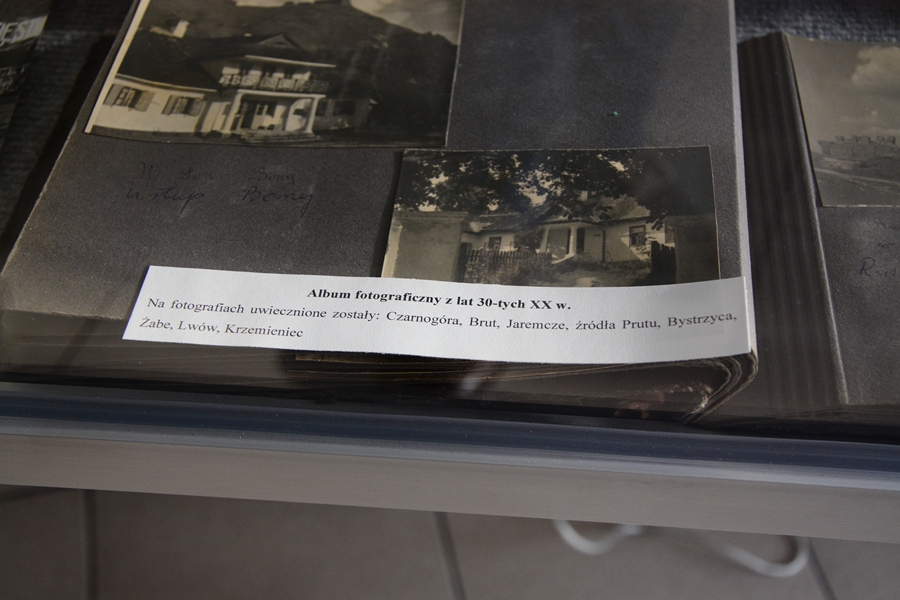 Album fotograficzny z lat 30-tych XX w.
Na fotografiach uwiecznione zostały: Czarnogóra, Brut, Jaremcze, źródła Prutu, Bystrzyca,
Żabe, Lwów. Krzemieniec